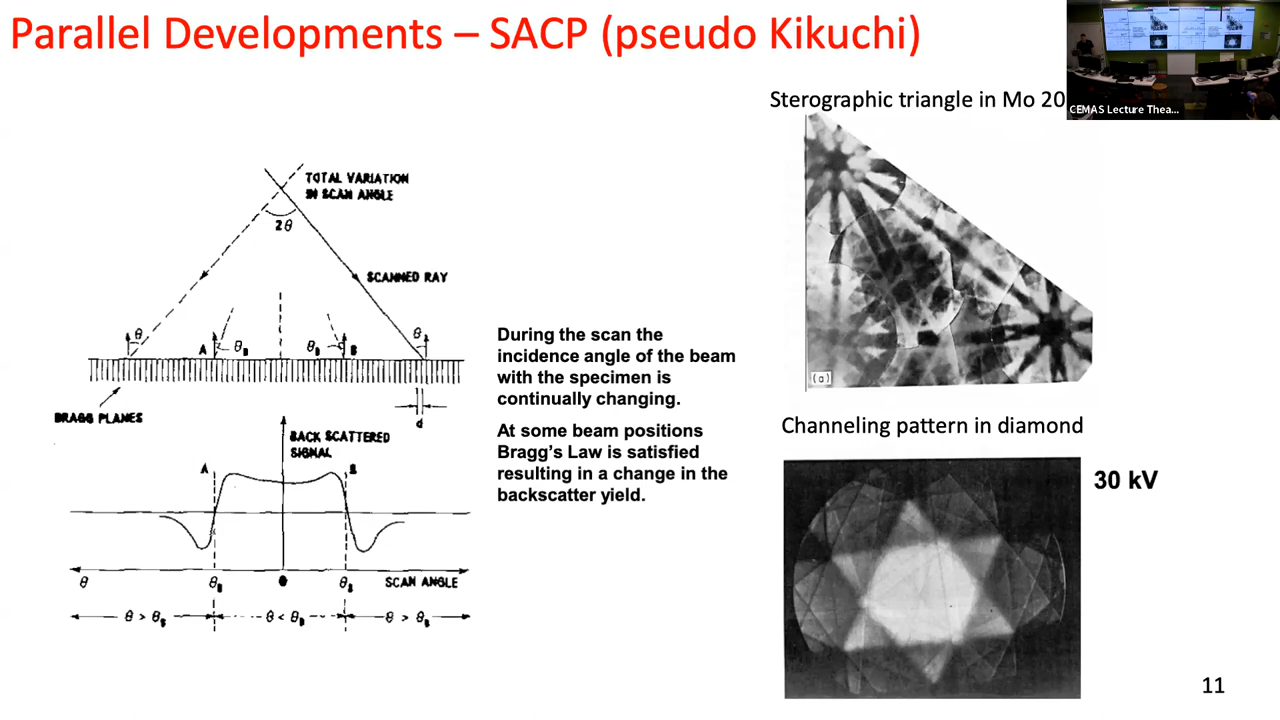 Parallel Developments – SACP (pseudo Kikuchi)
CEMAS Lecture Thea...
Sterographic triangle in Mo 20
TOTAL VARIATION
IN SCAN ANGLE
2θ
SCANNED RAY
θ
A
θB
θB
B
θ
BRAGG PLANES
d
During the scan the
incidence angle of the beam
with the specimen is
continually changing.
At some beam positions
Bragg's Law is satisfied
resulting in a change in the
backscatter yield.
BACK SCATTERED
SIGNAL
A
B
θ
θB
0
θB
SCAN ANGLE
θ > θB
θ < θB
θ > θB
(a)
Channeling pattern in diamond
30 kV
11